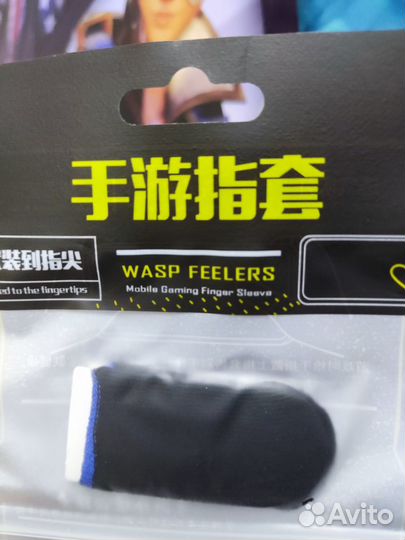 手游指套
装到指尖
WASP FEELERS
ed to the fingertips
Mobile Gaming Finger Sleeve
Avito